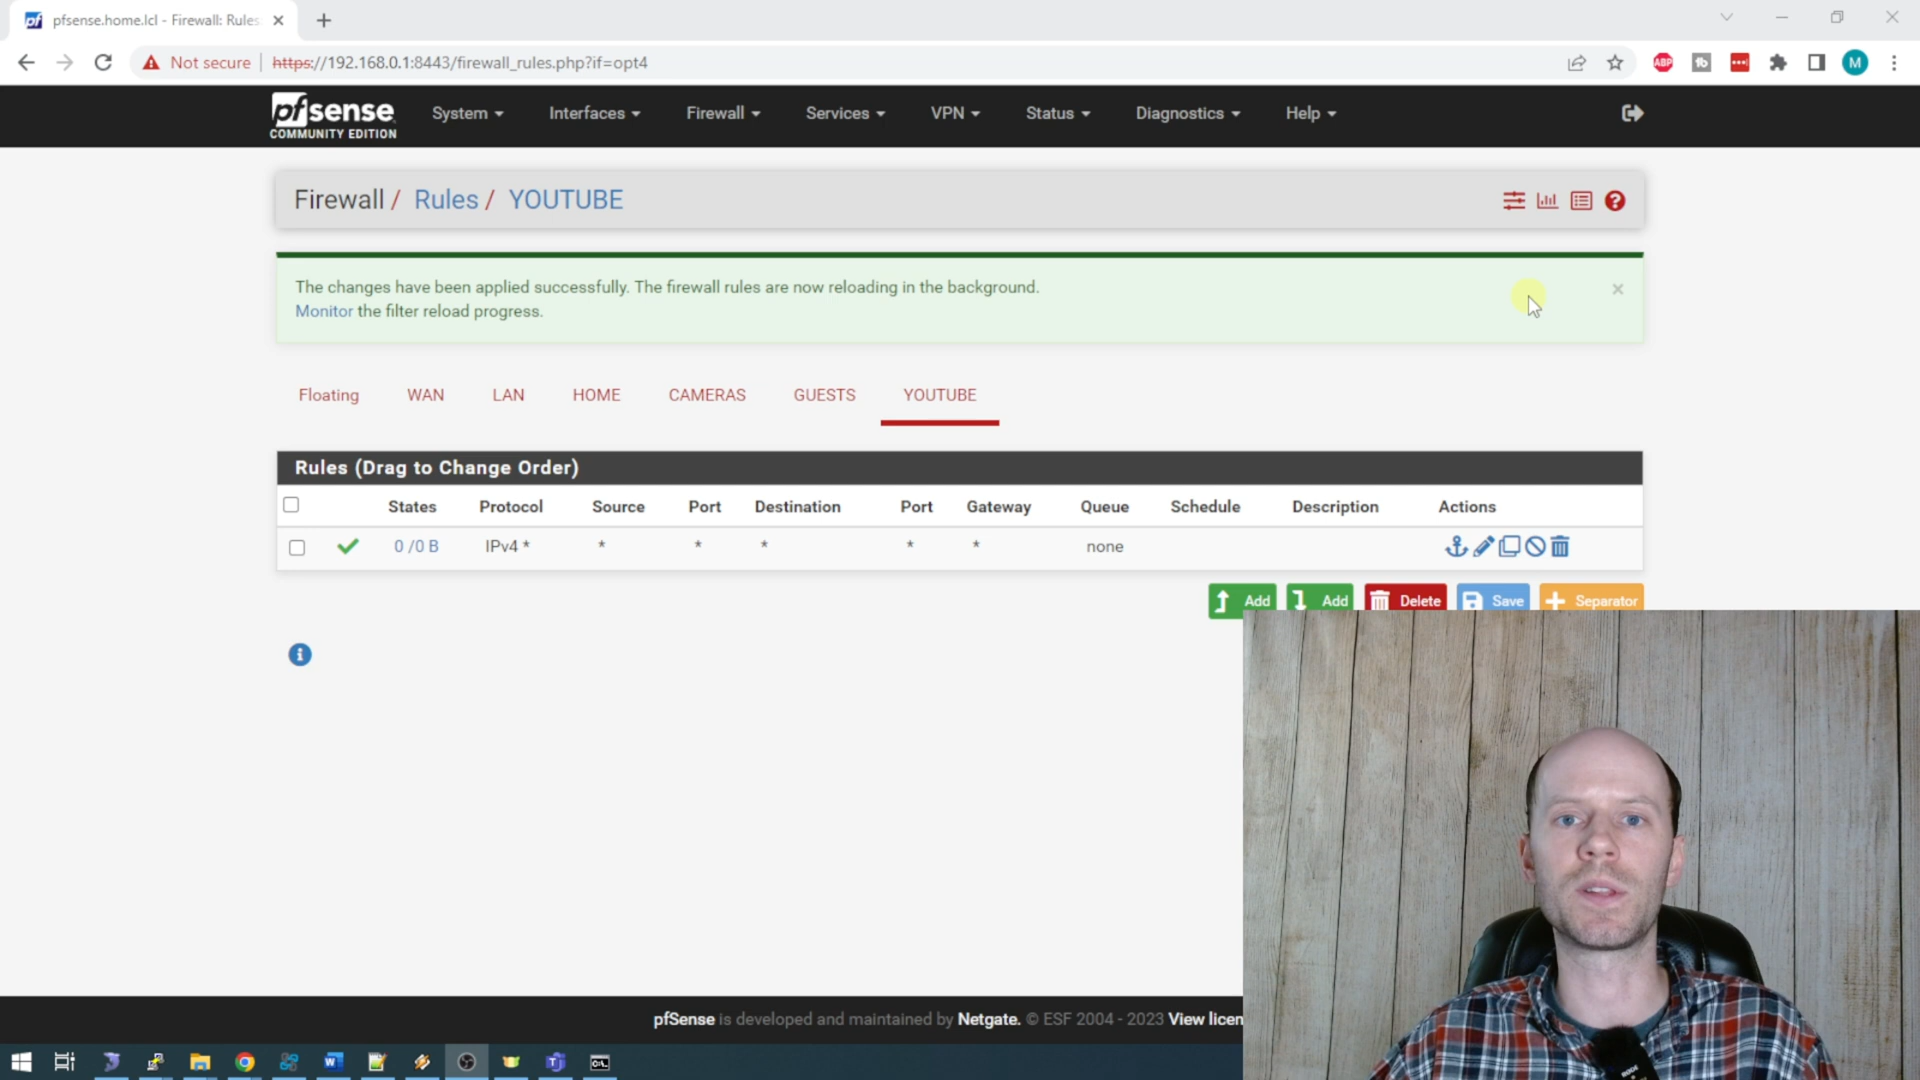 pfsense.home.lcl - Firewall: Rules
Not secure
https://192.168.0.1:8443/firewall_rules.php?if=opt4
ABP
M
pfsense
COMMUNITY EDITION
System
Interfaces
Firewall
Services
VPN
Status
Diagnostics
Help
Firewall / Rules / YOUTUBE
The changes have been applied successfully. The firewall rules are now reloading in the background.
Monitor the filter reload progress.
Floating
WAN
LAN
HOME
CAMERAS
GUESTS
YOUTUBE
Rules (Drag to Change Order)
States Protocol Source Port Destination Port Gateway Queue Schedule Description Actions
0 /0 B IPv4 * * * * * * none
Add
Add
Delete
Save
Separator
pfSense is developed and maintained by Netgate. © ESF 2004 - 2023 View licen